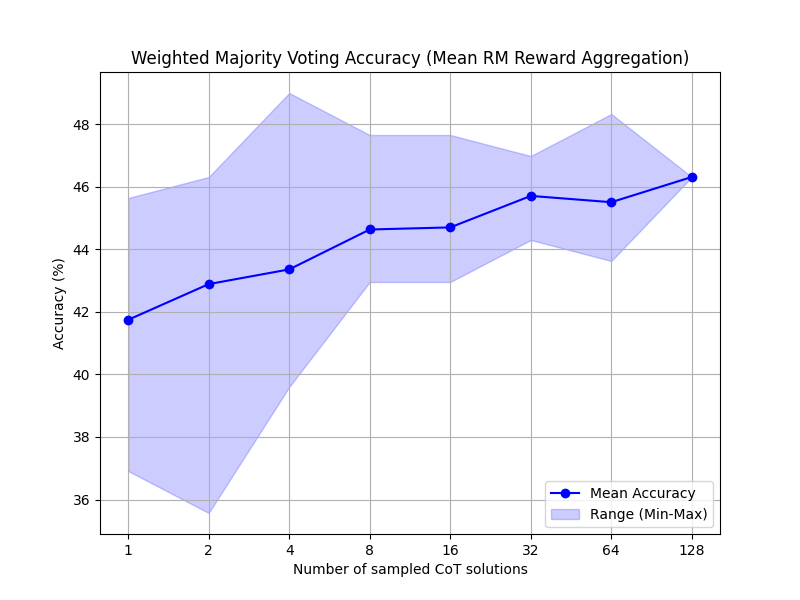 Weighted Majority Voting Accuracy (Mean RM Reward Aggregation)
Accuracy (%)
48
46
44
42
40
38
36
Mean Accuracy
Range (Min-Max)
1 2 4 8 16 32 64 128
Number of sampled CoT solutions